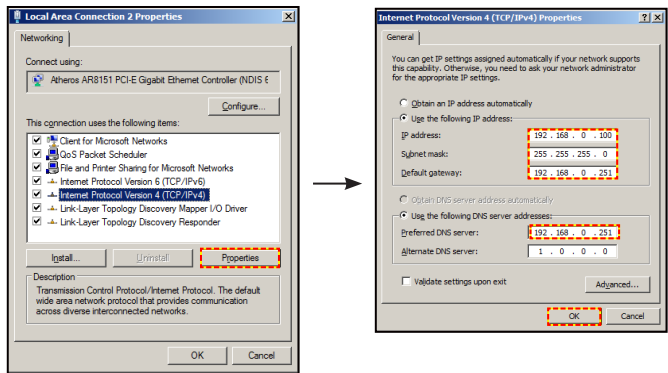 Local Area Connection 2 Properties
Networking
Connect using:
Atheros AR8151 PCI-E Gigabit Ethernet Controller (NDIS 6
Configure...
This connection uses the following items:
Client for Microsoft Networks
QoS Packet Scheduler
File and Printer Sharing for Microsoft Networks
Internet Protocol Version 6 (TCP/IPv6)
Internet Protocol Version 4 (TCP/IPv4)
Link-Layer Topology Discovery Mapper I/O Driver
Link-Layer Topology Discovery Responder
Install...
Uninstall
Properties
Description
Transmission Control Protocol/Internet Protocol. The default
wide area network protocol that provides communication
across diverse interconnected networks.
OK
Cancel
Internet Protocol Version 4 (TCP/IPv4) Properties
General
You can get IP settings assigned automatically if your network supports
this capability. Otherwise, you need to ask your network administrator
for the appropriate IP settings.
Obtain an IP address automatically
Use the following IP address:
IP address: 192 . 168 . 0 . 100
Subnet mask: 255 . 255 . 255 . 0
Default gateway: 192 . 168 . 0 . 251
Obtain DNS server address automatically
Use the following DNS server addresses:
Preferred DNS server: 192 . 168 . 0 . 251
Alternate DNS server: 1 . 0 . 0 . 0
Validate settings upon exit
Advanced...
OK
Cancel